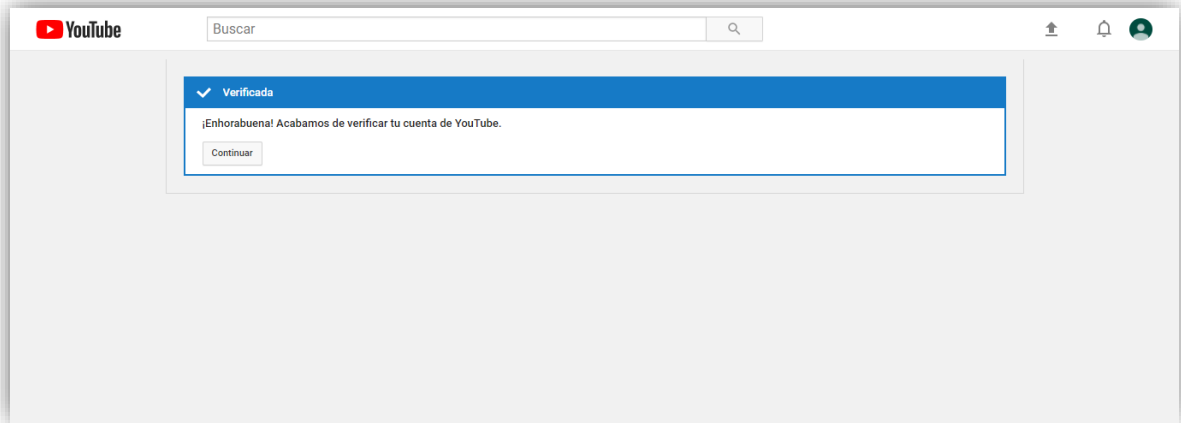 YouTube
Buscar
Verificada
¡Enhorabuena! Acabamos de verificar tu cuenta de YouTube.
Continuar